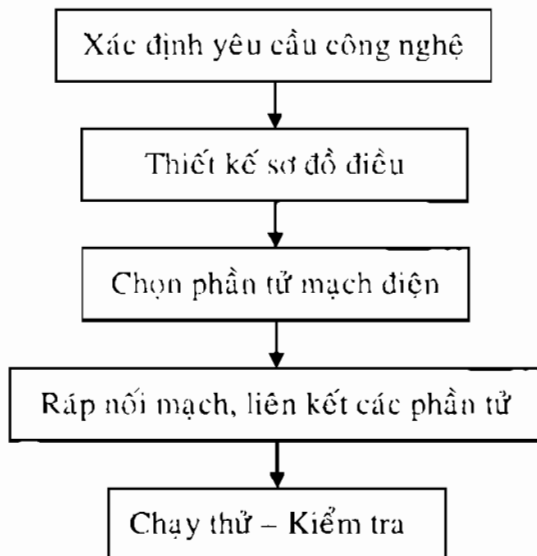 Xác định yêu cầu công nghệ
Thiết kế sơ đồ điều
Chọn phần tử mạch điện
Ráp nối mạch, liên kết các phần tử
Chạy thử – Kiểm tra